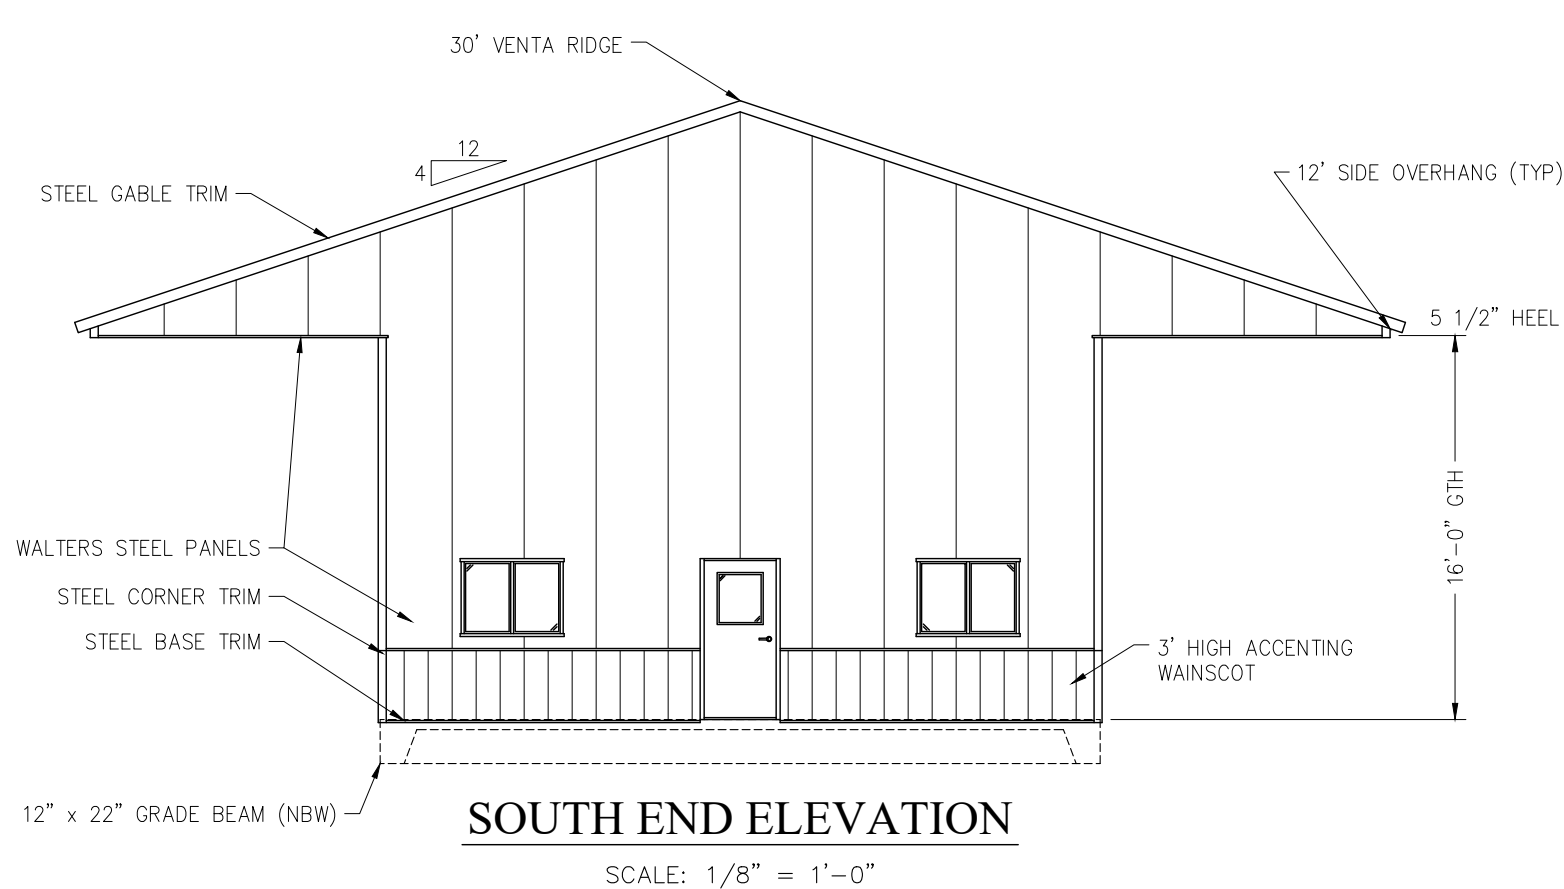 30' VENTA RIDGE
12
4
12' SIDE OVERHANG (TYP)
STEEL GABLE TRIM
5 1/2" HEEL
16'-0" GTH
WALTERS STEEL PANELS
STEEL CORNER TRIM
STEEL BASE TRIM
3' HIGH ACCENTING
WAINSCOT
12" x 22" GRADE BEAM (NBW)
SOUTH END ELEVATION
SCALE: 1/8" = 1'-0"